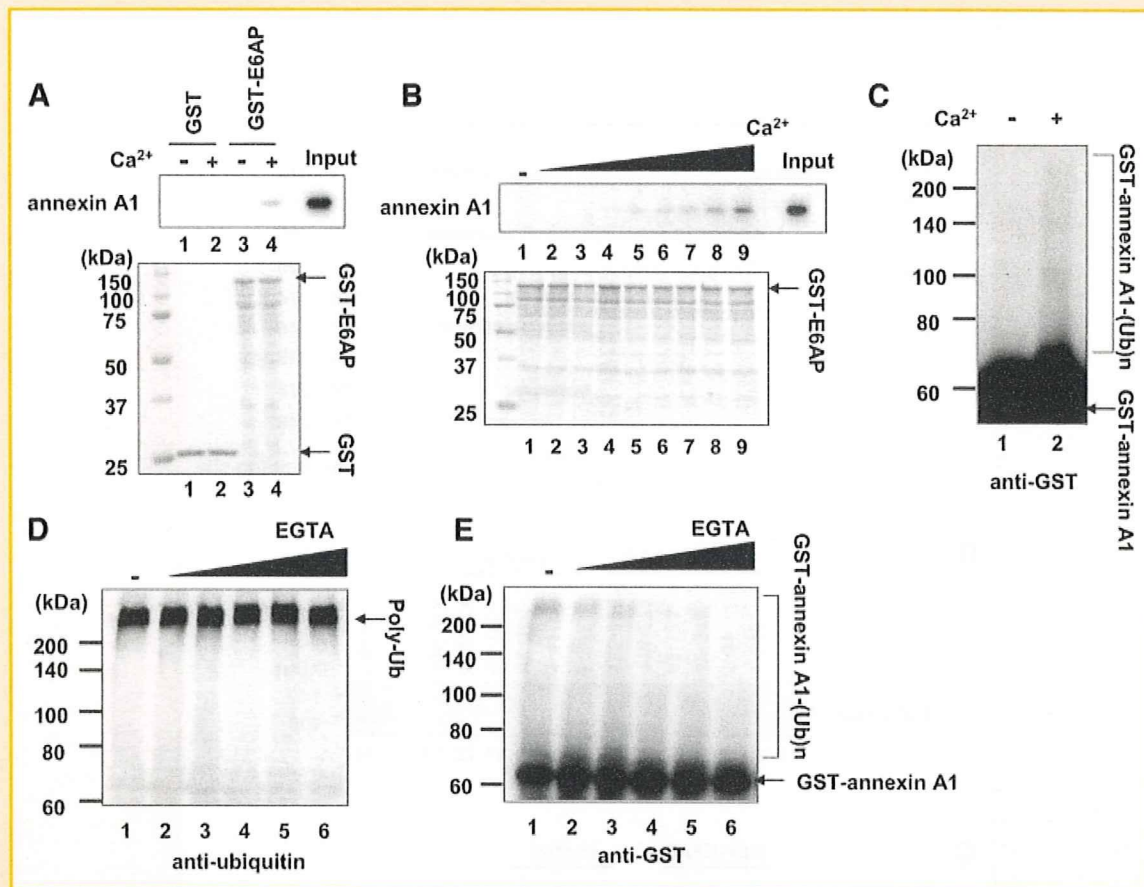 A
GST
GST-E6AP
Ca2+ - + - + Input
annexin A1
1 2 3 4
(kDa)
150
100
75
50
37
25
GST-E6AP
GST
1 2 3 4
B
Ca2+
- Input
annexin A1
1 2 3 4 5 6 7 8 9
(kDa)
150
100
75
50
37
25
GST-E6AP
1 2 3 4 5 6 7 8 9
C
Ca2+ - +
(kDa)
200
140
100
80
60
GST-annexin A1-(Ub)n
GST-annexin A1
1 2
anti-GST
D
EGTA
-
(kDa)
200
140
100
80
60
Poly-Ub
1 2 3 4 5 6
anti-ubiquitin
E
EGTA
-
(kDa)
200
140
100
80
60
GST-annexin A1-(Ub)n
GST-annexin A1
1 2 3 4 5 6
anti-GST